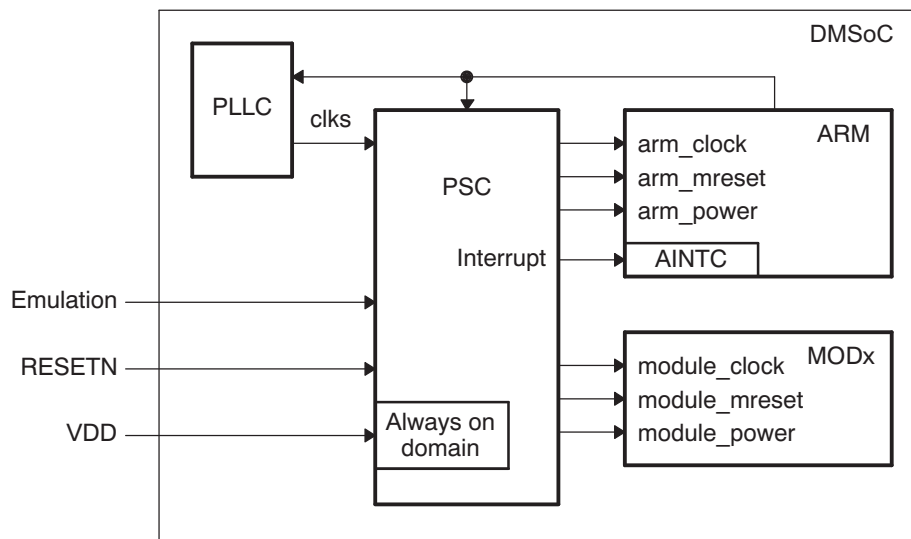 DMSoC
PLLC
clks
ARM
arm_clock
PSC
arm_mreset
arm_power
Interrupt
AINTC
Emulation
MODx
RESETN
module_clock
module_mreset
VDD
Always on
domain
module_power